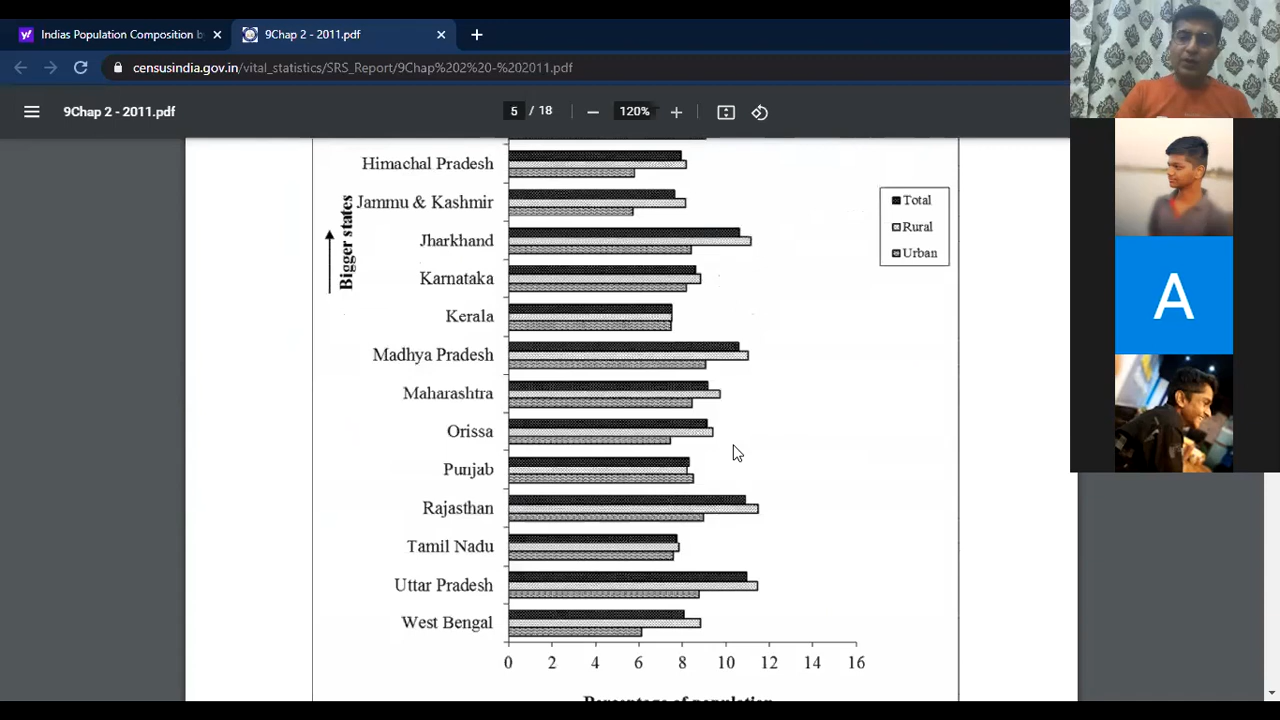 Indias Population Composition b
9Chap 2 - 2011.pdf
censusindia.gov.in/vital_statistics/SRS_Report/9Chap%202%20-%202011.pdf
9Chap 2 - 2011.pdf
5 / 18
120%
Himachal Pradesh
Jammu & Kashmir
Jharkhand
Karnataka
Kerala
Madhya Pradesh
Maharashtra
Orissa
Punjab
Rajasthan
Tamil Nadu
Uttar Pradesh
West Bengal
Bigger states
Total
Rural
Urban
0 2 4 6 8 10 12 14 16
Percentage of population
A